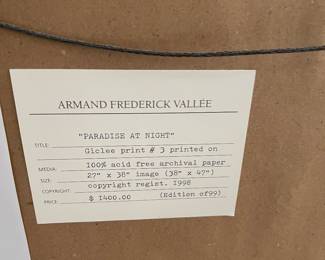 ARMAND FREDERICK VALLÉE
TITLE: "PARADISE AT NIGHT"
Giclee print # 3 printed on
MEDIA: 100% acid free archival paper
SIZE: 27" x 38" image (38" x 47")
COPYRIGHT: copyright regist. 1998
PRICE: $ 1400.00 (Edition of99)